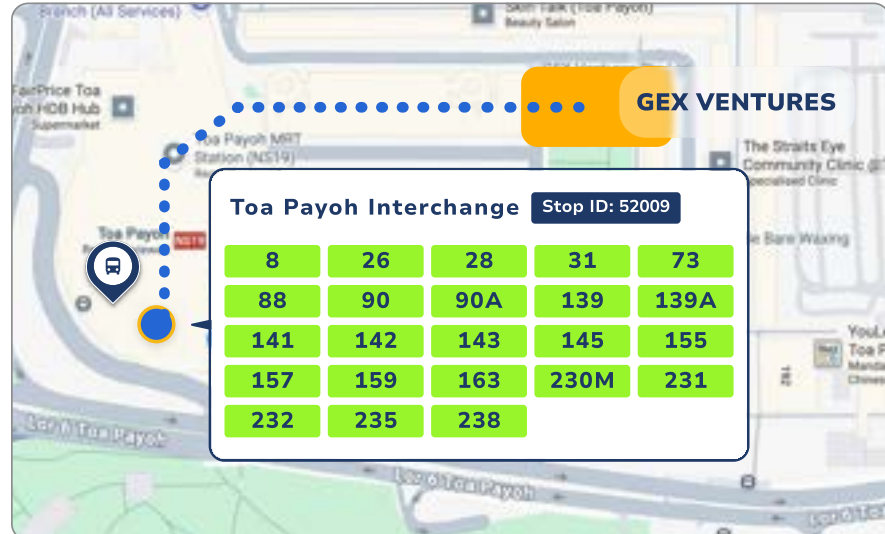 Branch (All Services)
Skin Talk (Toa Payoh)
Beauty Salon
FairPrice Toa
Payoh HDB Hub
Supermarket
GEX VENTURES
Toa Payoh MRT
Station (NS19)
The Straits Eye
Community Clinic
Specialised Clinic
Toa Payoh Interchange
Stop ID: 52009
Toa Payoh
NS19
Bare Waxing
8 26 28 31 73
88 90 90A 139 139A
141 142 143 145 155
157 159 163 230M 231
232 235 238
Toa P
Lor 6 Toa Payoh
Lor 6 Toa Payoh
Lor 6 Toa